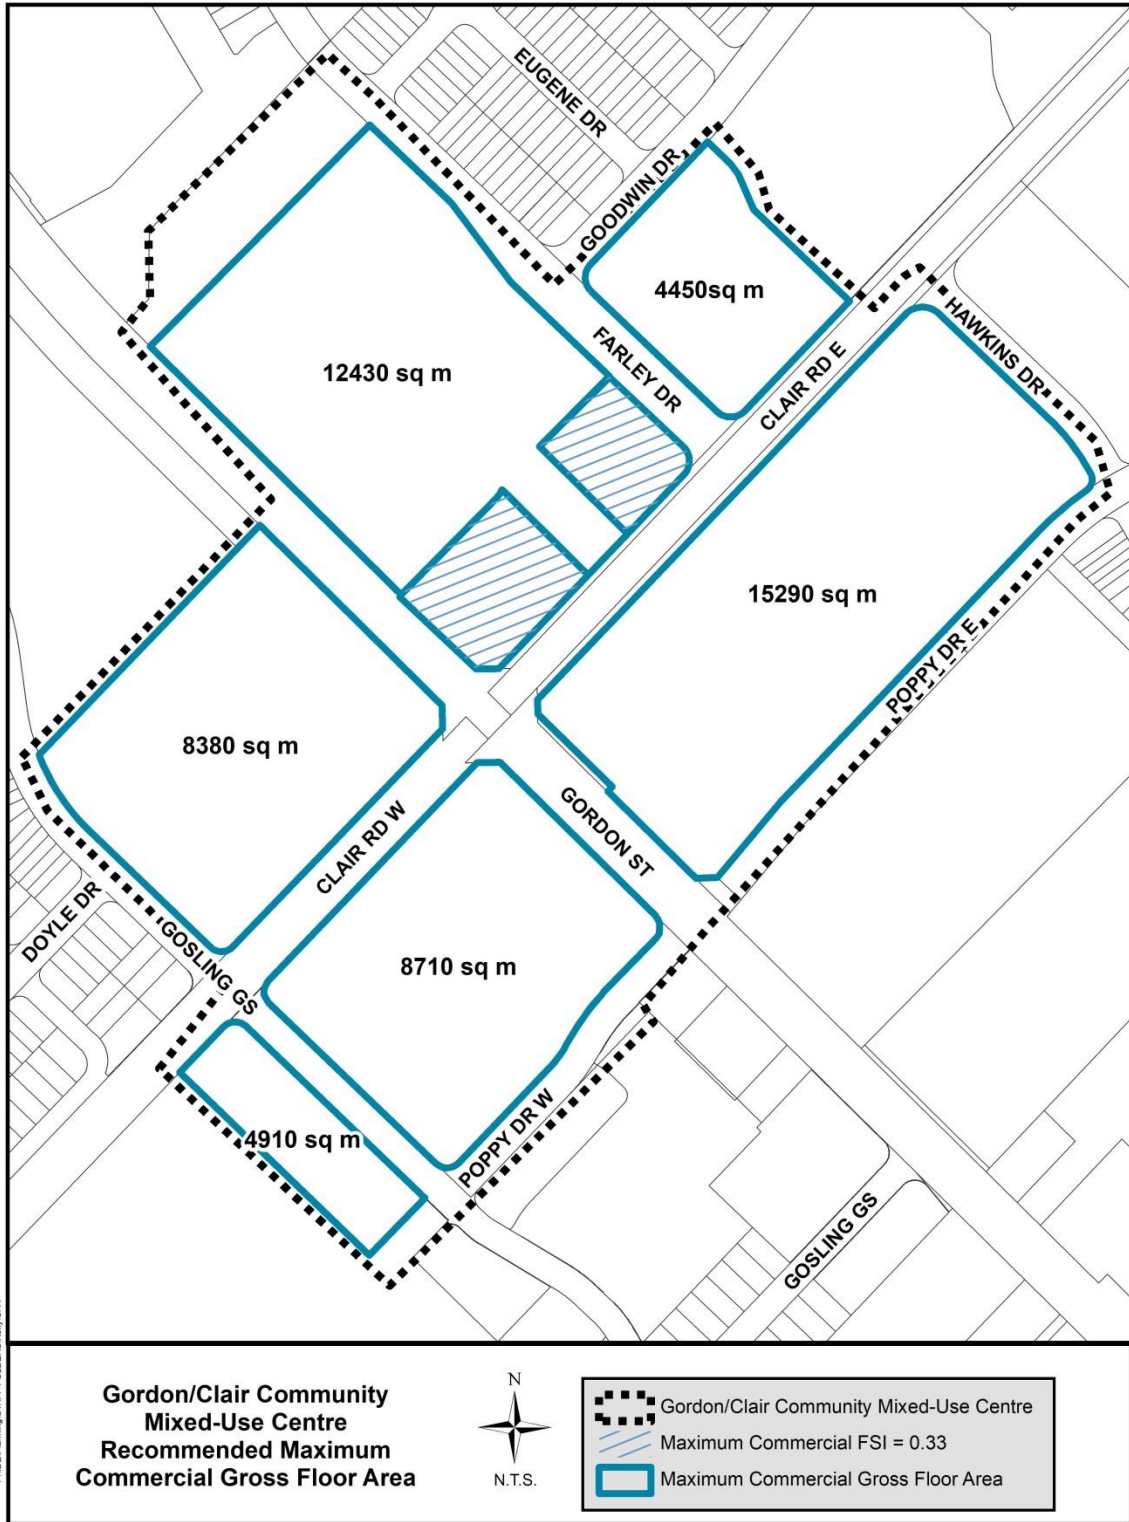 EUGENE DR
GOODWIN DR
4450sq m
HAWKINS DR
FARLEY DR
CLAIR RD E
12430 sq m
15290 sq m
POPPY DR E
8380 sq m
GORDON ST
CLAIR RD W
DOYLE DR
GOSLING GS
8710 sq m
4910 sq m
POPPY DR W
GOSLING GS
Gordon/Clair Community
Mixed-Use Centre
Recommended Maximum
Commercial Gross Floor Area
N
N.T.S.
Gordon/Clair Community Mixed-Use Centre
Maximum Commercial FSI = 0.33
Maximum Commercial Gross Floor Area